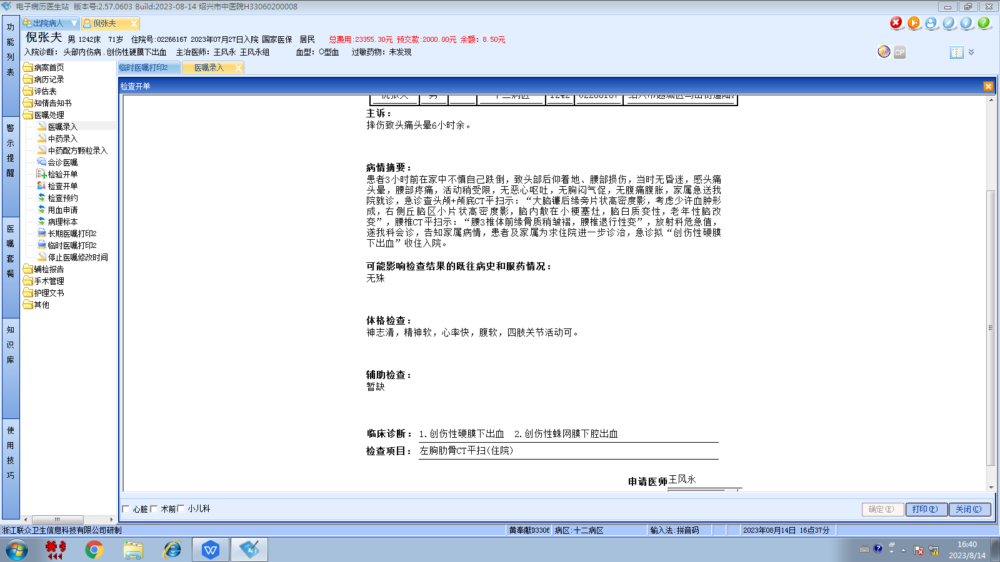 电子病历医生站 版本号:2.57.0603 Build:2023-08-14 绍兴市中医院H33060200008
功能列表
警示提醒
医嘱套餐
知识库
使用技巧
出院病人
倪张夫
倪张夫 男 1242床 71岁 住院号:02266167 2023年07月27日入院 国家医保 居民 总费用:23355.30元 预交款:2000.00元 余额: 8.50元
入院诊断: 头部内伤病,创伤性硬膜下出血 主治医师: 王风永 王风永组 血型: O型血 过敏药物: 未发现
CP
病案首页
病历记录
评估表
知情告知书
医嘱处理
医嘱录入
中药录入
中药配方颗粒录入
会诊医嘱
检验开单
检查开单
检查预约
用血申请
病理标本
长期医嘱打印2
临时医嘱打印2
停止医嘱修改时间
辅检报告
手术管理
护理文书
其他
临时医嘱打印2
医嘱录入
检查开单
倪张夫 男 十二病区 1242 02266167
主诉:
摔伤致头痛头晕6小时余。
病情摘要:
患者3小时前在家中不慎自己跌倒，致头部后仰着地、腰部损伤，当时无昏迷，感头痛
头晕，腰部疼痛，活动稍受限，无恶心呕吐，无胸闷气促，无腹痛腹胀，家属急送我
院就诊，急诊查头颅+颅底CT平扫示：“大脑镰后缘旁片状高密度影，考虑少许血肿形
成，右侧丘脑区小片状高密度影，脑内散在小梗塞灶，脑白质变性，老年性脑改
变”，腰椎CT平扫示：“腰3椎体前缘骨质稍皱褶，腰椎退行性变”，放射科危急值，
遂我科会诊，告知家属病情，患者及家属为求住院进一步诊治，急诊拟“创伤性硬膜
下出血”收住入院。
可能影响检查结果的既往病史和服药情况:
无殊
体格检查:
神志清，精神软，心率快，腹软，四肢关节活动可。
辅助检查:
暂缺
临床诊断: 1.创伤性硬膜下出血 2.创伤性蛛网膜下腔出血
检查项目: 左胸肋骨CT平扫(住院)
申请医师 王风永
心脏 术前 小儿科
确定(E) 打印(P) 关闭(C)
浙江联众卫生信息科技有限公司研制 黄奉献D3306 病区:十二病区 输入法:拼音码 2023年08月14日 16点37分
16:40
2023/8/14